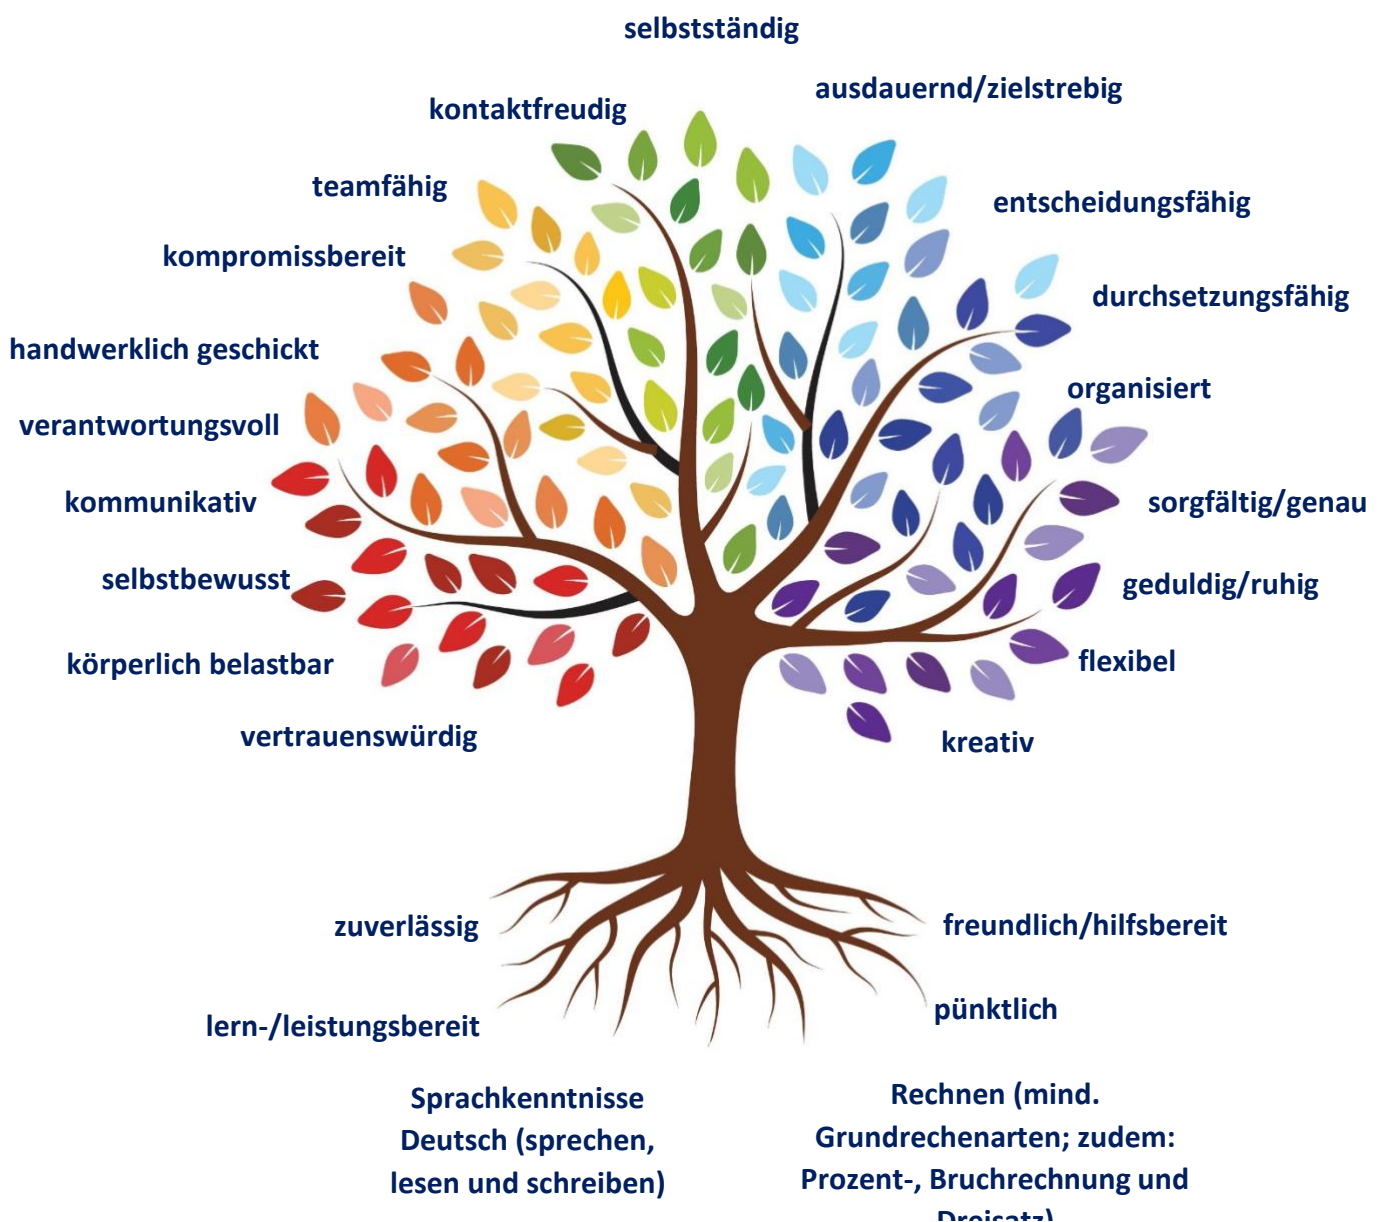 selbstständig
ausdauernd/zielstrebig
kontaktfreudig
teamfähig
entscheidungsfähig
kompromissbereit
durchsetzungsfähig
handwerklich geschickt
organisiert
verantwortungsvoll
kommunikativ
sorgfältig/genau
selbstbewusst
geduldig/ruhig
körperlich belastbar
flexibel
vertrauenswürdig
kreativ
zuverlässig
freundlich/hilfsbereit
lern-/leistungsbereit
pünktlich
Sprachkenntnisse
Deutsch (sprechen,
lesen und schreiben)
Rechnen (mind.
Grundrechenarten; zudem:
Prozent-, Bruchrechnung und
Dreisatz)